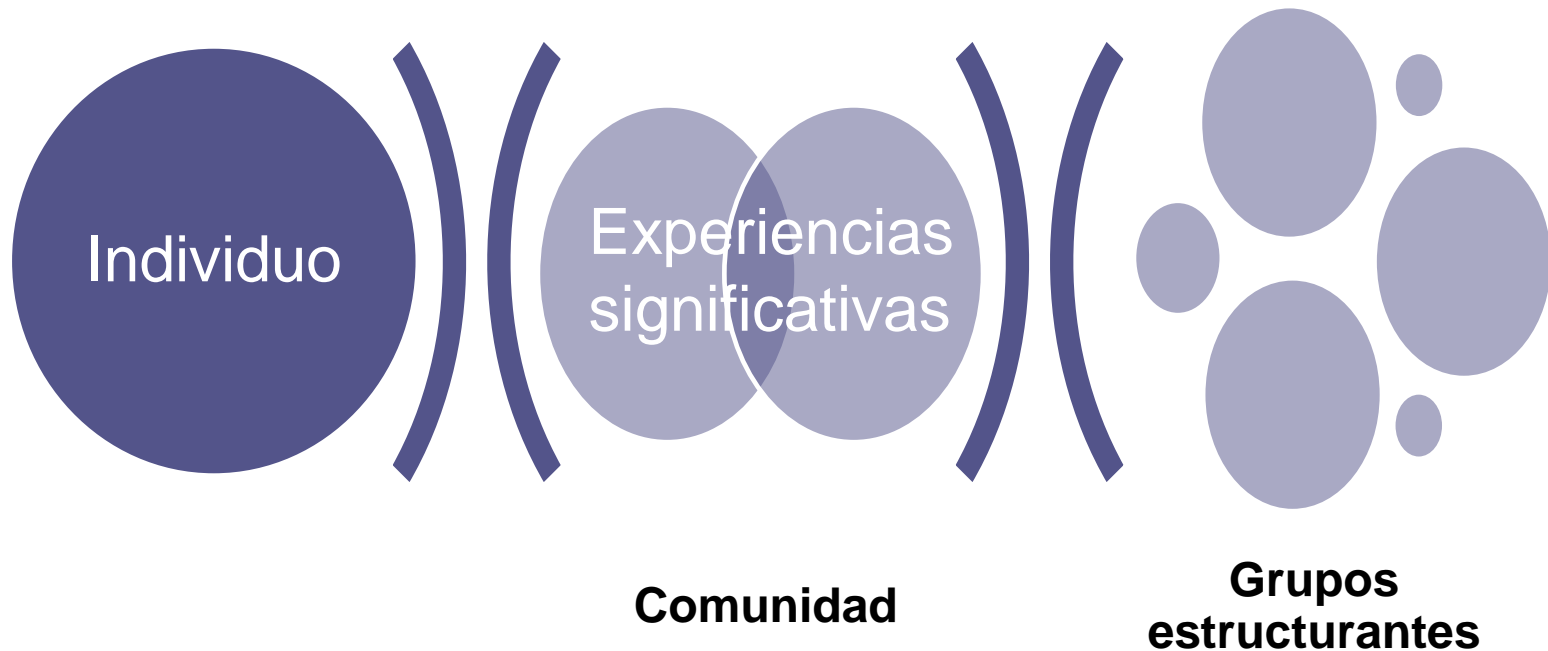 Individuo
Experiencias
significativas
Comunidad
Grupos
estructurantes